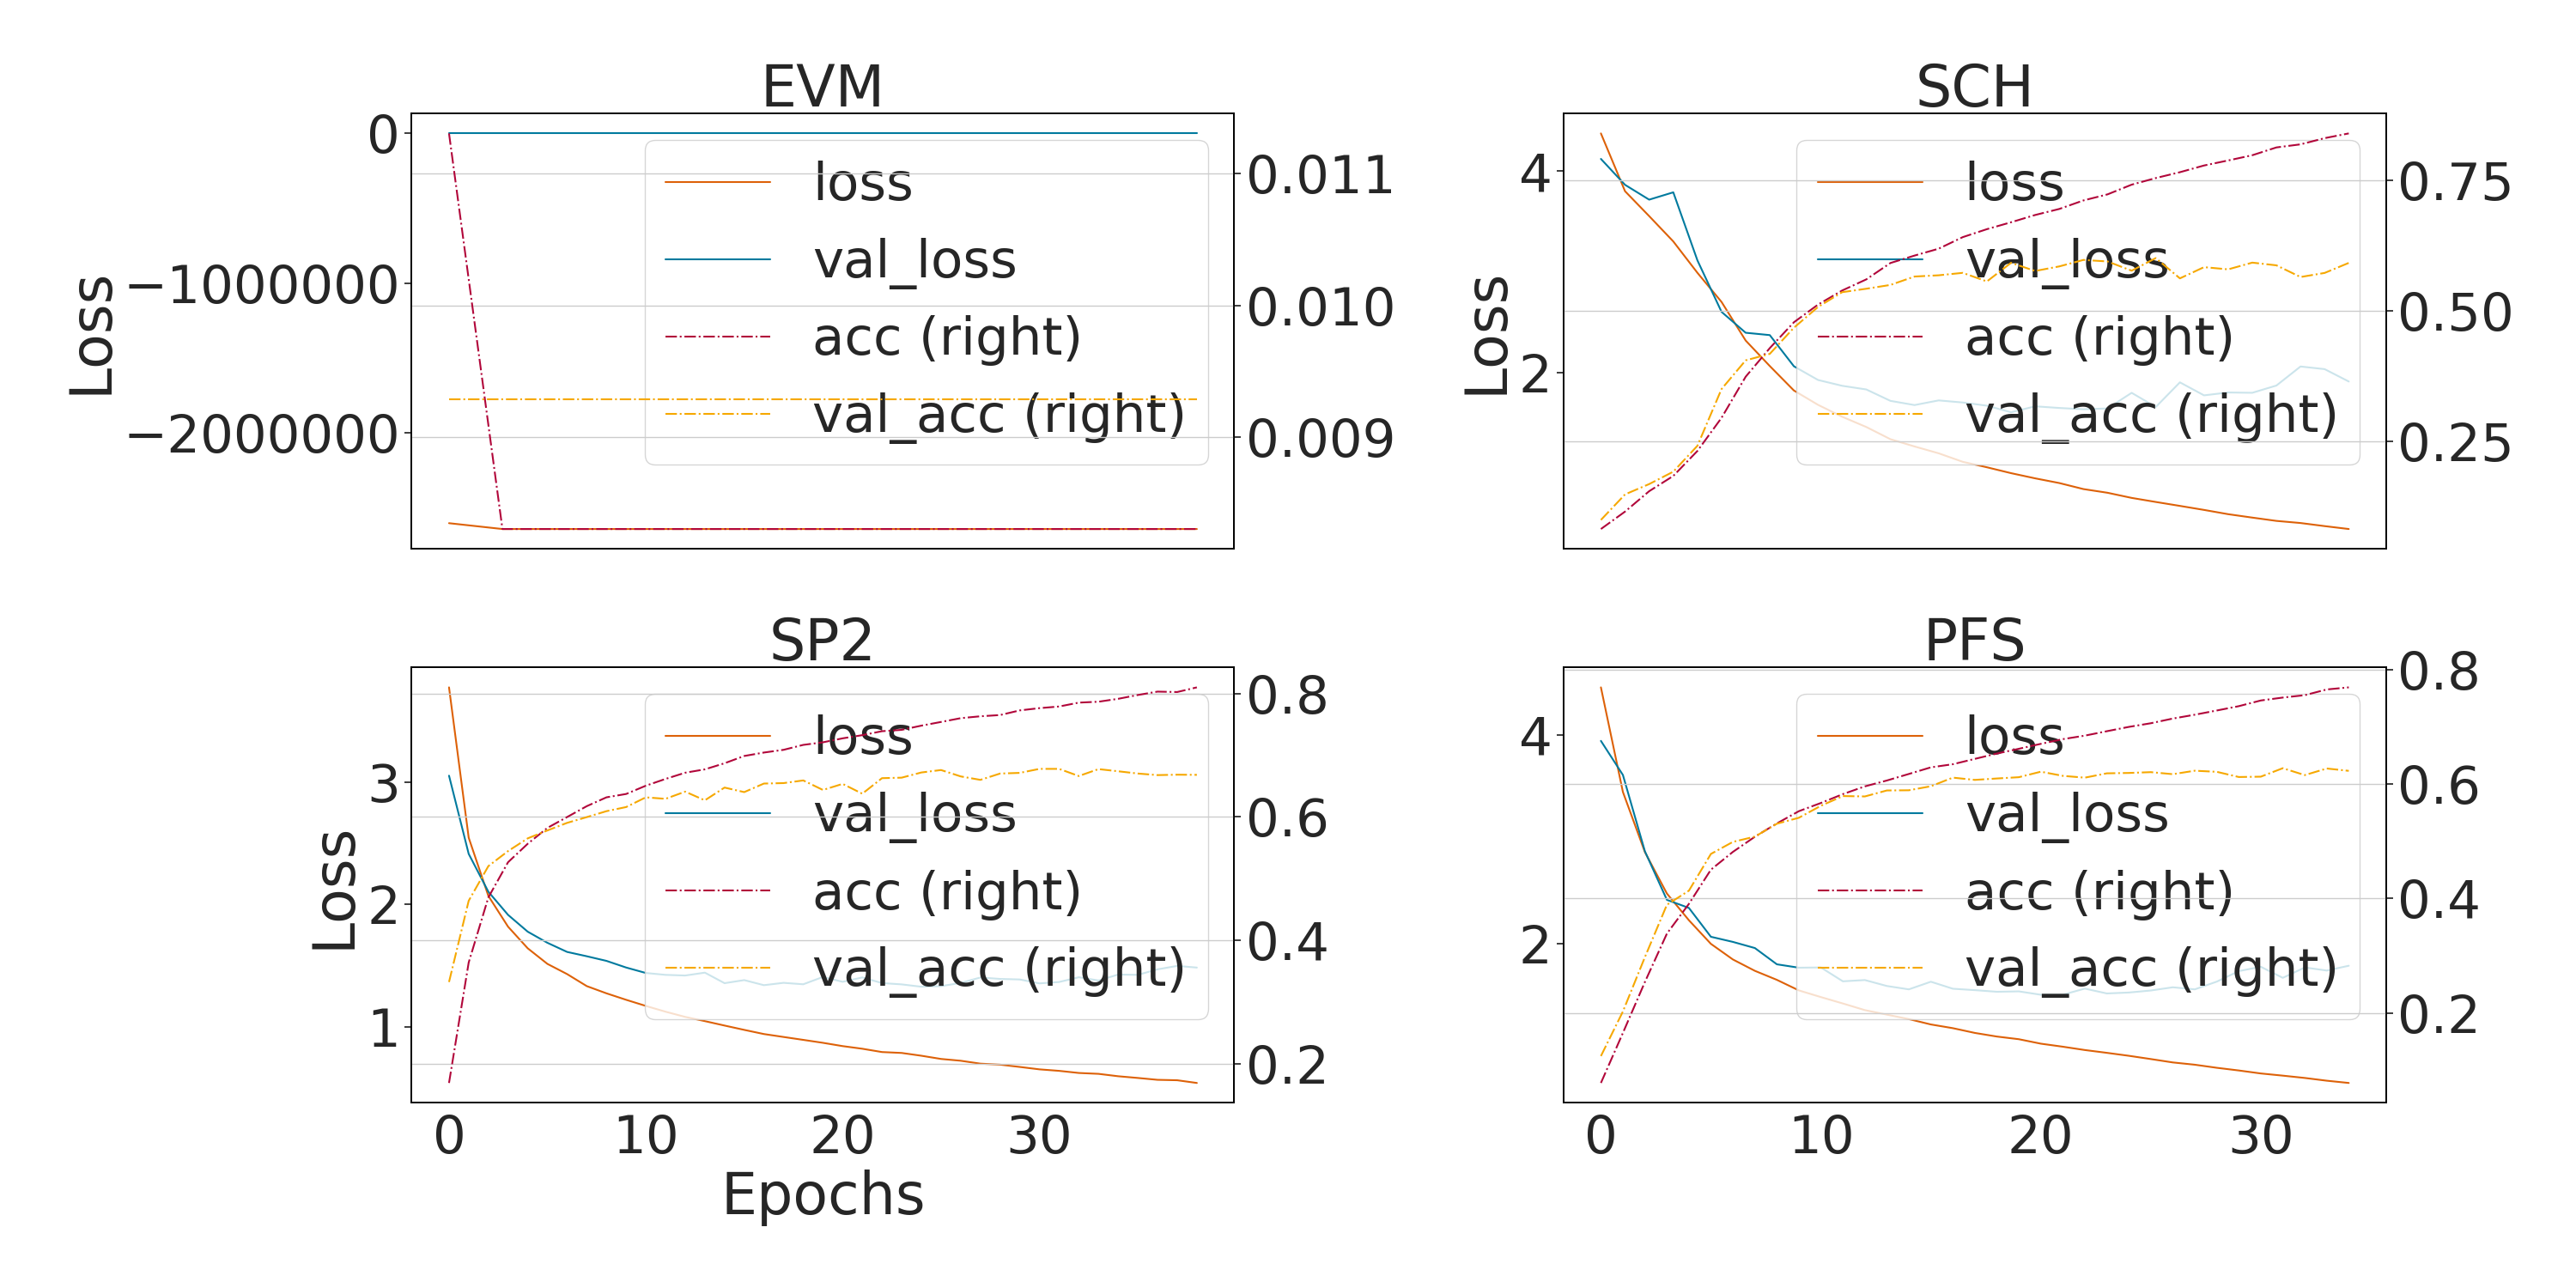 EVM
Loss
0
−1000000
−2000000
loss
val_loss
acc (right)
val_acc (right)
0.011
0.010
0.009
SCH
Loss
4
2
loss
val_loss
acc (right)
val_acc (right)
0.75
0.50
0.25
SP2
Loss
3
2
1
loss
val_loss
acc (right)
val_acc (right)
0.8
0.6
0.4
0.2
0 10 20 30
Epochs
PFS
4
2
loss
val_loss
acc (right)
val_acc (right)
0.8
0.6
0.4
0.2
0 10 20 30